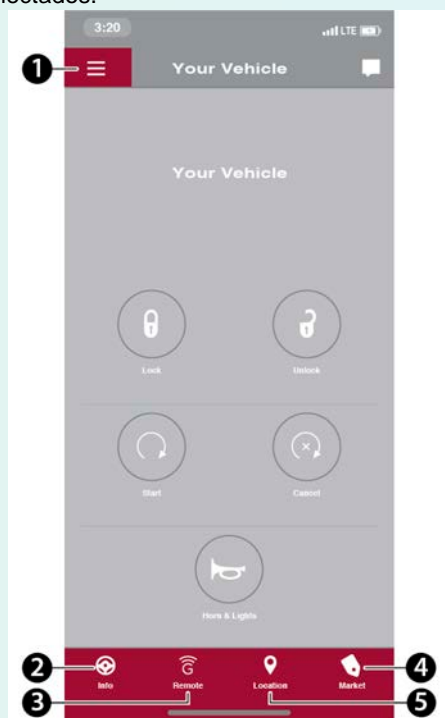 nectados.
3:20
LTE
1
Your Vehicle
Your Vehicle
Lock
Unlock
Start
Cancel
Horn & Lights
2
4
Info
Remote
Location
Market
3
5